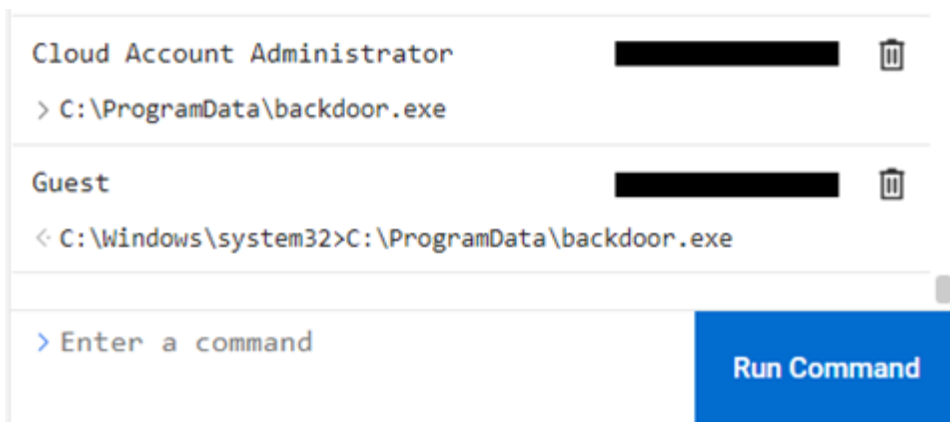 Cloud Account Administrator
> C:\ProgramData\backdoor.exe
Guest
< C:\Windows\system32>C:\ProgramData\backdoor.exe
> Enter a command
Run Command